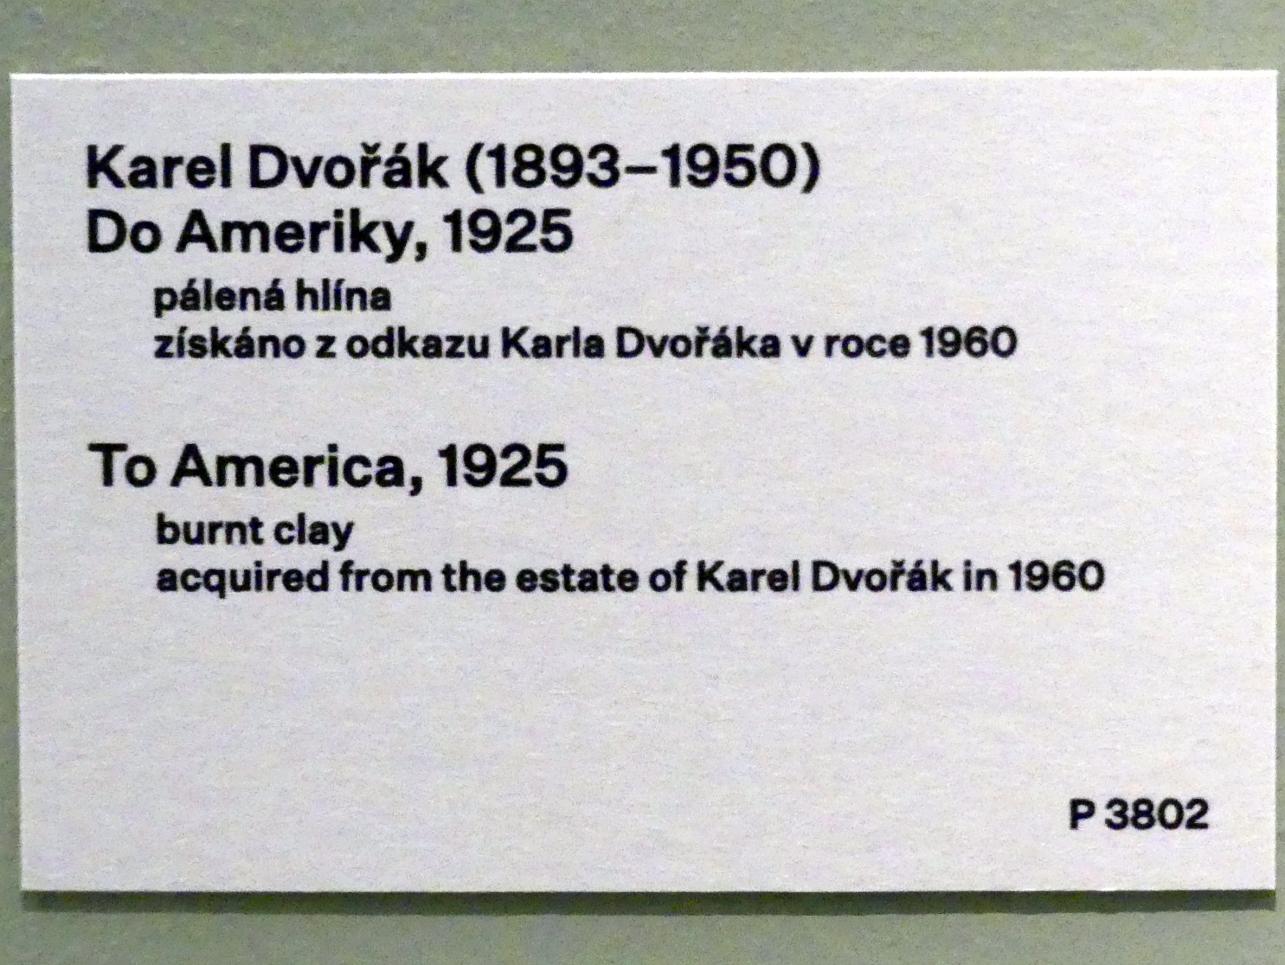 Karel Dvořák (1893–1950)
Do Ameriky, 1925
pálená hlína
získáno z odkazu Karla Dvořáka v roce 1960
To America, 1925
burnt clay
acquired from the estate of Karel Dvořák in 1960
P 3802